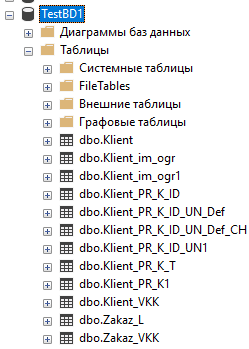 TestBD1
Диаграммы баз данных
Таблицы
Системные таблицы
FileTables
Внешние таблицы
Графовые таблицы
dbo.Klient
dbo.Klient_im_ogr
dbo.Klient_im_ogr1
dbo.Klient_PR_K_ID
dbo.Klient_PR_K_ID_UN_Def
dbo.Klient_PR_K_ID_UN_Def_CH
dbo.Klient_PR_K_ID_UN1
dbo.Klient_PR_K_T
dbo.Klient_PR_K1
dbo.Klient_VKK
dbo.Zakaz_L
dbo.Zakaz_VKK